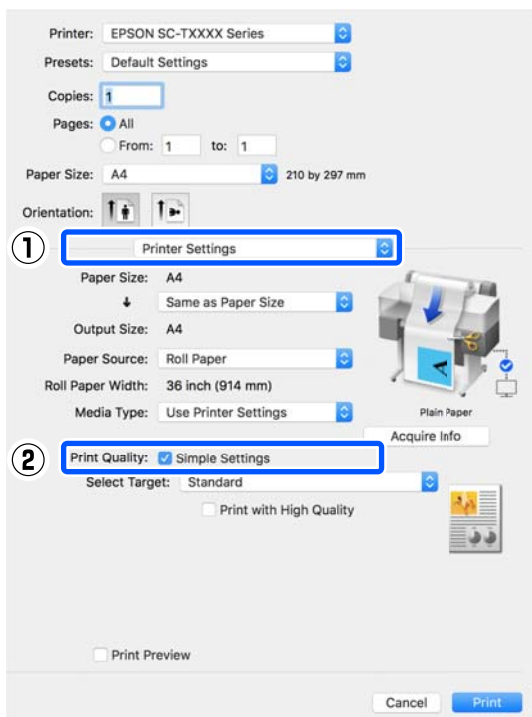 Printer: EPSON SC-TXXXX Series
Presets: Default Settings
Copies: 1
Pages: All
From: 1 to: 1
Paper Size: A4 210 by 297 mm
Orientation:
① Printer Settings
Paper Size: A4
Same as Paper Size
Output Size: A4
Paper Source: Roll Paper
Roll Paper Width: 36 inch (914 mm)
Media Type: Use Printer Settings
A
Plain Paper
Acquire Info
② Print Quality: Simple Settings
Select Target: Standard
Print with High Quality
Print Preview
Cancel Print